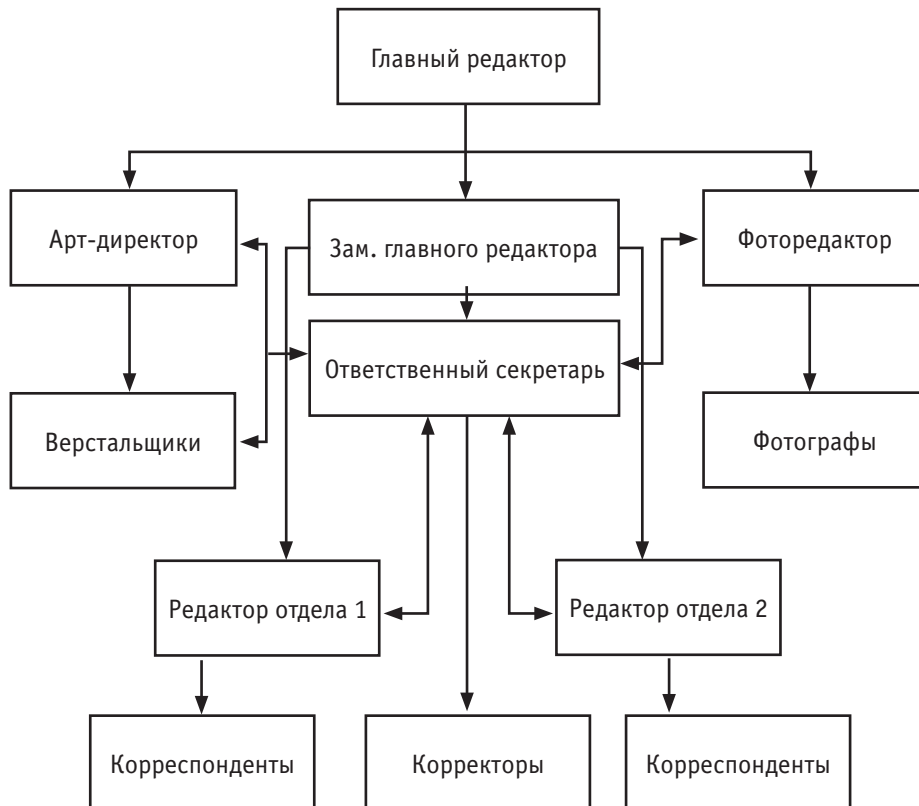 Главный редактор
Арт-директор
Зам. главного редактора
Фоторедактор
Ответственный секретарь
Верстальщики
Фотографы
Редактор отдела 1
Редактор отдела 2
Корреспонденты
Корректоры
Корреспонденты